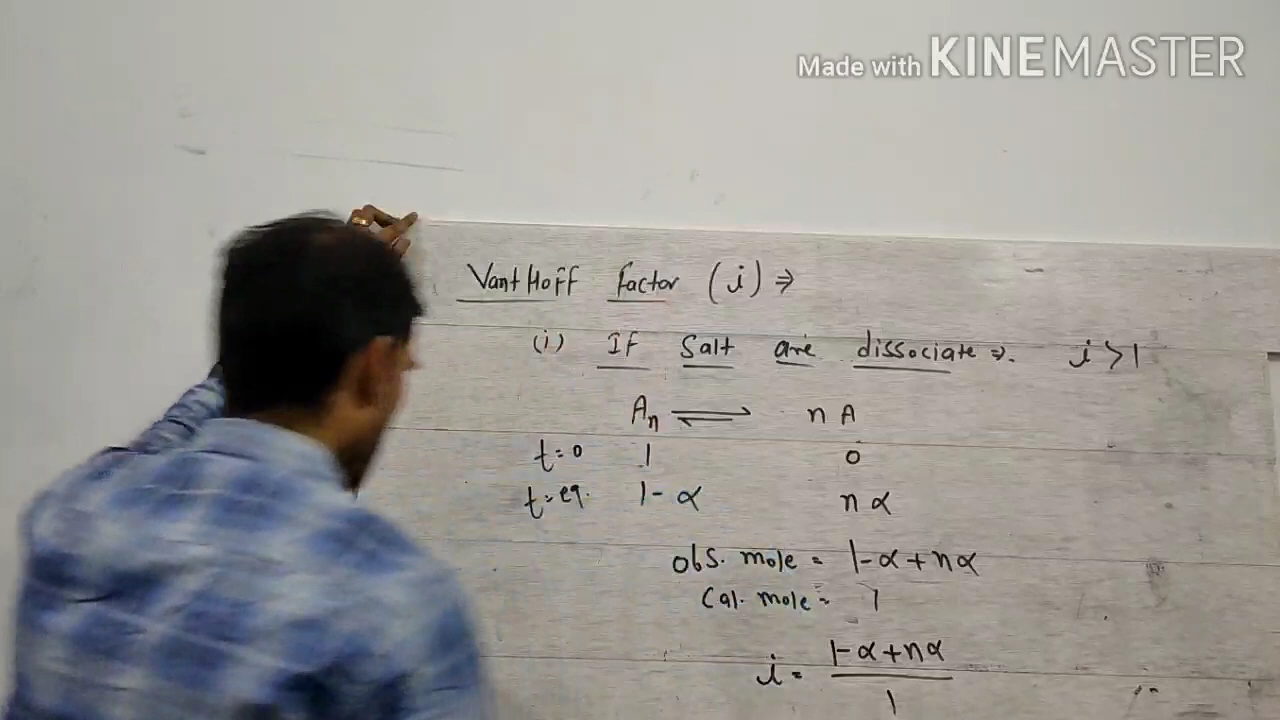 Made with KINEMASTER
Vant Hoff Factor (i) ⇒
(i) If Salt are dissociate ⇒. i > 1
Aₙ ⇌ n A
t=0 1 0
t=eq. 1-α nα
obs. mole = 1-α+nα
Cal. mole = 1
i = (1-α+nα)/1